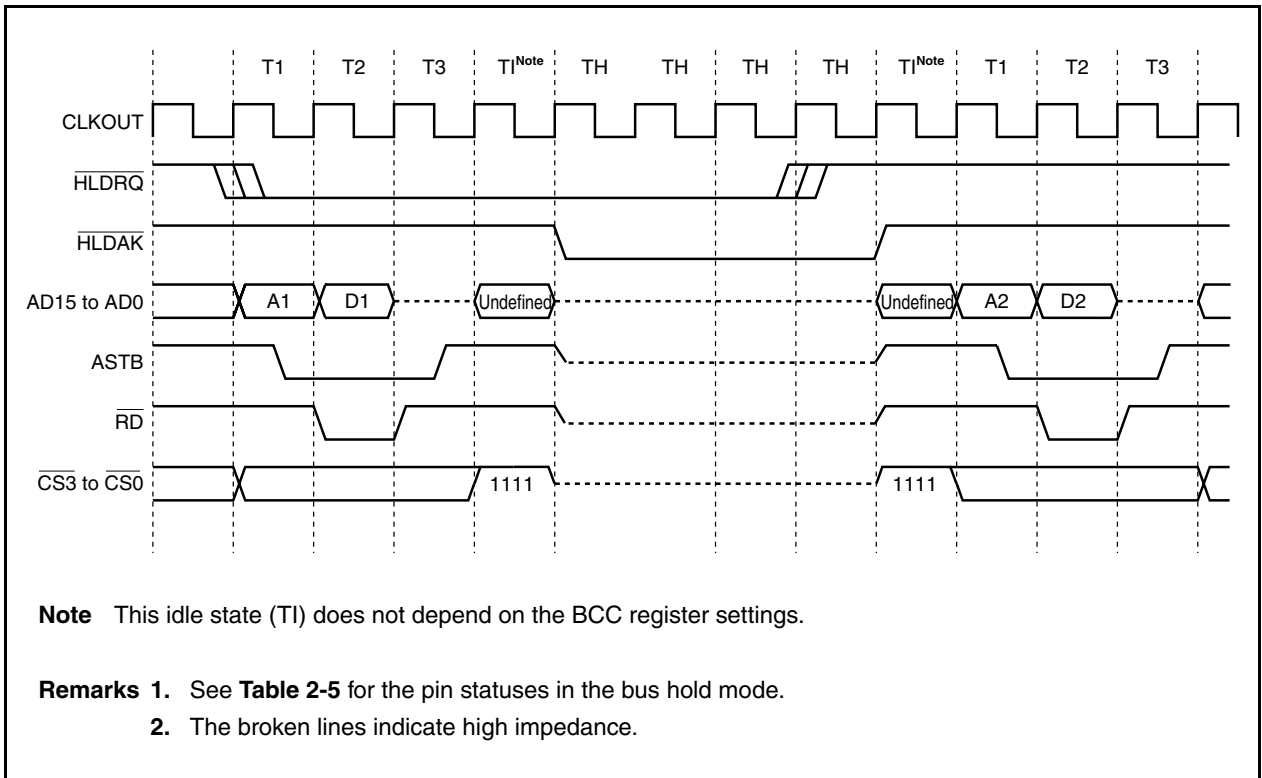 T1 T2 T3 TINote TH TH TH TH TINote T1 T2 T3
CLKOUT
HLDRQ
HLDAK
AD15 to AD0 A1 D1 Undefined Undefined A2 D2
ASTB
RD
CS3 to CS0 1111 1111
Note This idle state (TI) does not depend on the BCC register settings.
Remarks 1. See Table 2-5 for the pin statuses in the bus hold mode.
2. The broken lines indicate high impedance.